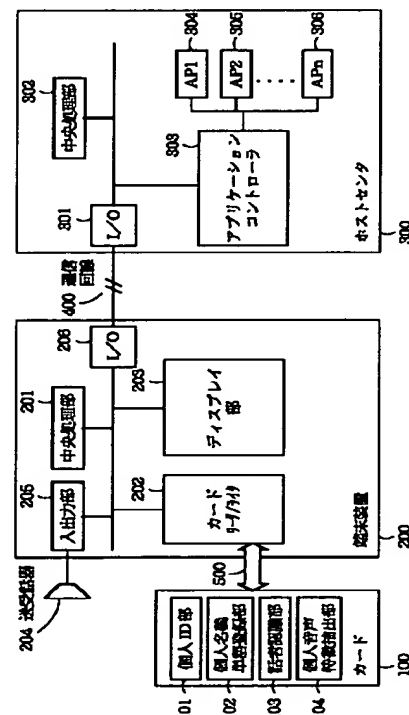 204 送受話器
205
入出力部
201
中央処理部
206
I/O
202
カード
リーダ/ライタ
203
ディスプレイ
部
端末装置
200
400
通信
回線
301
I/O
302
中央処理部
303
アプリケーション
コントローラ
AP1
304
AP2
305
APn
306
ホストセンタ
300
500
01
個人ID部
02
個人名称
単語登録部
03
話者認識部
04
個人音声
特徴抽出部
カード
100